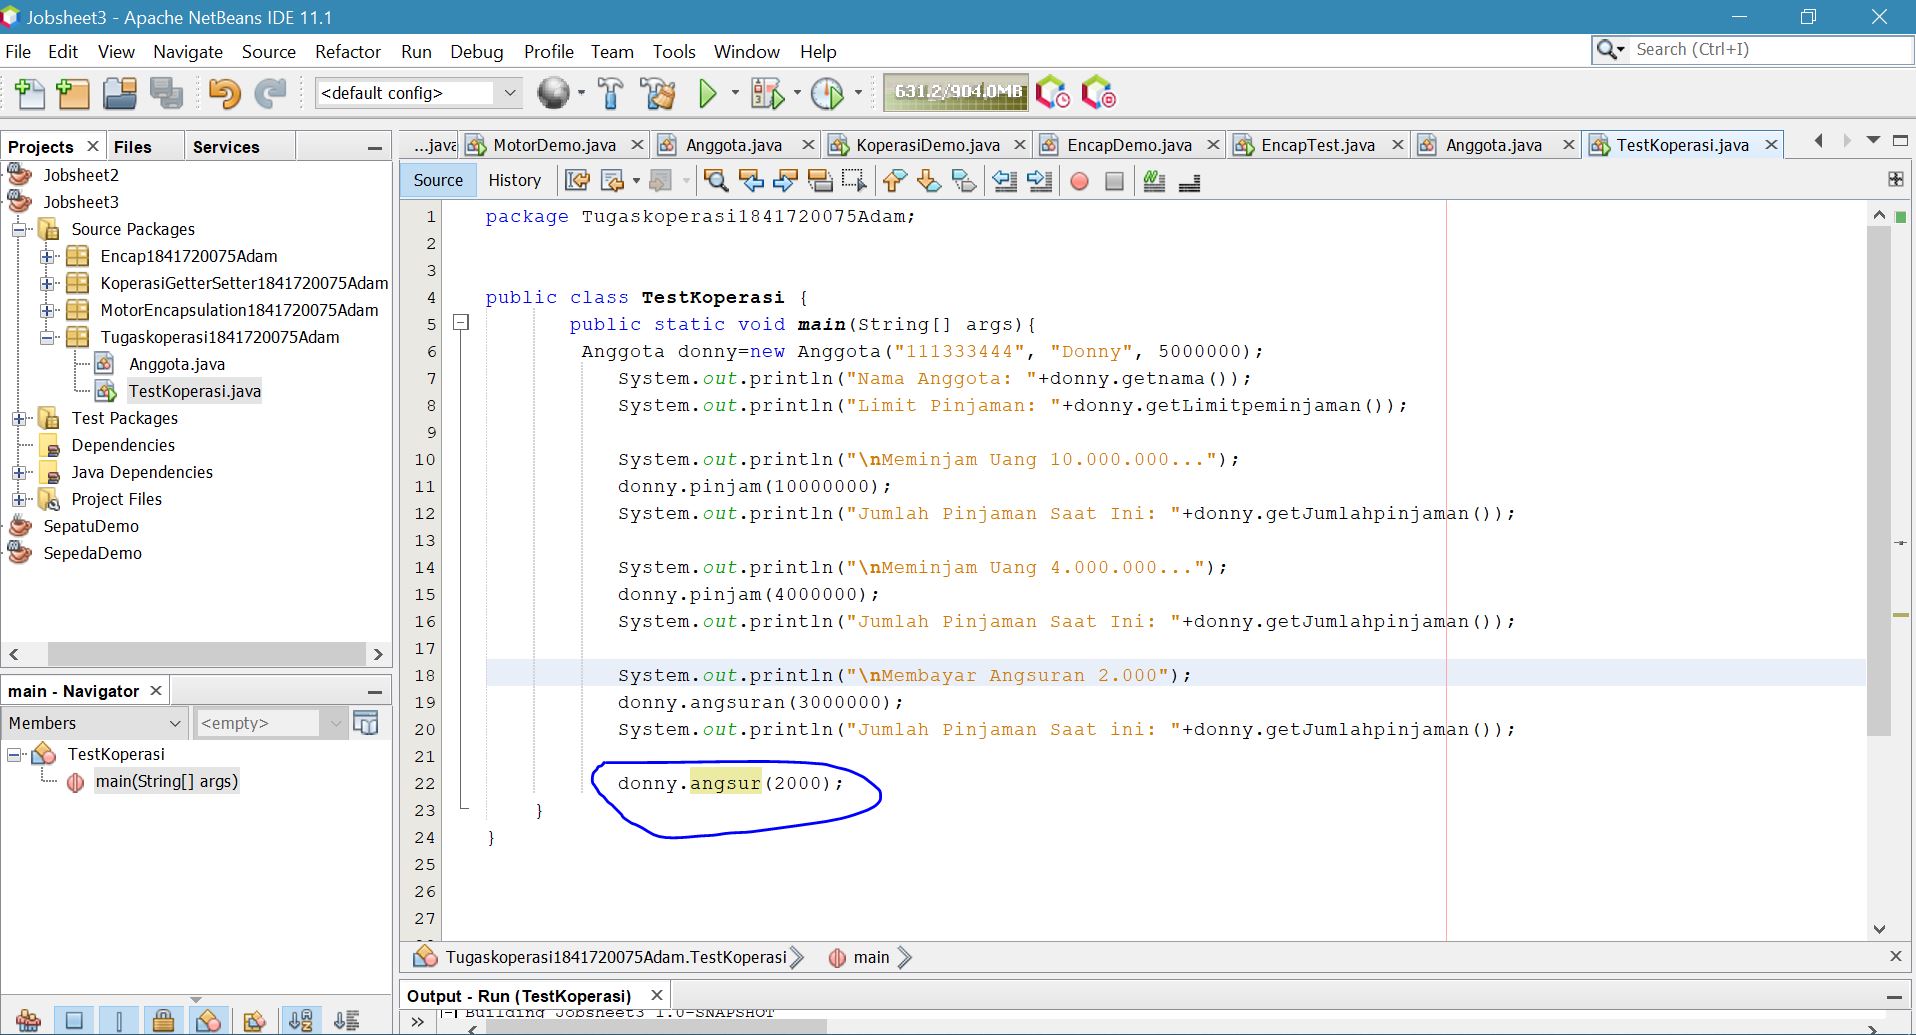 Jobsheet3 - Apache NetBeans IDE 11.1
File Edit View Navigate Source Refactor Run Debug Profile Team Tools Window Help
Search (Ctrl+I)
<default config>
631.2/904.0MB
Projects Files Services
...java MotorDemo.java Anggota.java KoperasiDemo.java EncapDemo.java EncapTest.java Anggota.java TestKoperasi.java
Source History
Jobsheet2
Jobsheet3
Source Packages
Encap1841720075Adam
KoperasiGetterSetter1841720075Adam
MotorEncapsulation1841720075Adam
Tugaskoperasi1841720075Adam
Anggota.java
TestKoperasi.java
Test Packages
Dependencies
Java Dependencies
Project Files
SepatuDemo
SepedaDemo
main - Navigator
Members <empty>
TestKoperasi
main(String[] args)
1 package Tugaskoperasi1841720075Adam;
2
3
4 public class TestKoperasi {
5 public static void main(String[] args){
6 Anggota donny=new Anggota("111333444", "Donny", 5000000);
7 System.out.println("Nama Anggota: "+donny.getnama());
8 System.out.println("Limit Pinjaman: "+donny.getLimitpeminjaman());
9
10 System.out.println("\nMeminjam Uang 10.000.000...");
11 donny.pinjam(10000000);
12 System.out.println("Jumlah Pinjaman Saat Ini: "+donny.getJumlahpinjaman());
13
14 System.out.println("\nMeminjam Uang 4.000.000...");
15 donny.pinjam(4000000);
16 System.out.println("Jumlah Pinjaman Saat Ini: "+donny.getJumlahpinjaman());
17
18 System.out.println("\nMembayar Angsuran 2.000");
19 donny.angsuran(3000000);
20 System.out.println("Jumlah Pinjaman Saat ini: "+donny.getJumlahpinjaman());
21
22 donny.angsur(2000);
23 }
24 }
25
26
27
Tugaskoperasi1841720075Adam.TestKoperasi main
Output - Run (TestKoperasi)
Building Jobsheet3 1.0-SNAPSHOT